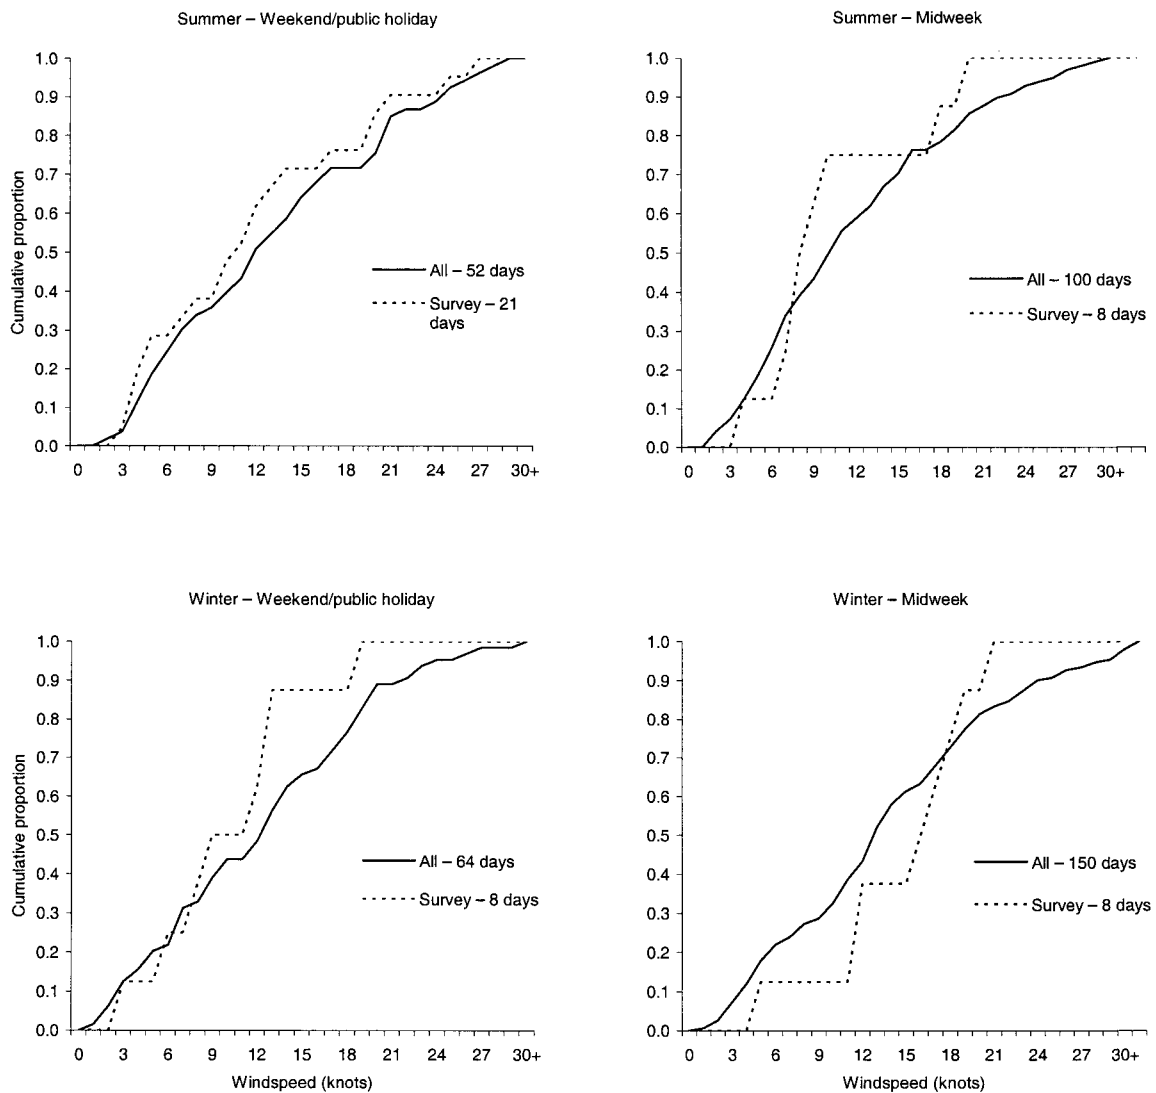 Summer – Weekend/public holiday
1.0
0.9
0.8
0.7
0.6
0.5
0.4
0.3
0.2
0.1
0.0
Cumulative proportion
All – 52 days
Survey – 21
days
0 3 6 9 12 15 18 21 24 27 30+
Summer – Midweek
1.0
0.9
0.8
0.7
0.6
0.5
0.4
0.3
0.2
0.1
0.0
All – 100 days
Survey – 8 days
0 3 6 9 12 15 18 21 24 27 30+
Winter – Weekend/public holiday
1.0
0.9
0.8
0.7
0.6
0.5
0.4
0.3
0.2
0.1
0.0
Cumulative proportion
All – 64 days
Survey – 8 days
0 3 6 9 12 15 18 21 24 27 30+
Windspeed (knots)
Winter – Midweek
1.0
0.9
0.8
0.7
0.6
0.5
0.4
0.3
0.2
0.1
0.0
All – 150 days
Survey – 8 days
0 3 6 9 12 15 18 21 24 27 30+
Windspeed (knots)